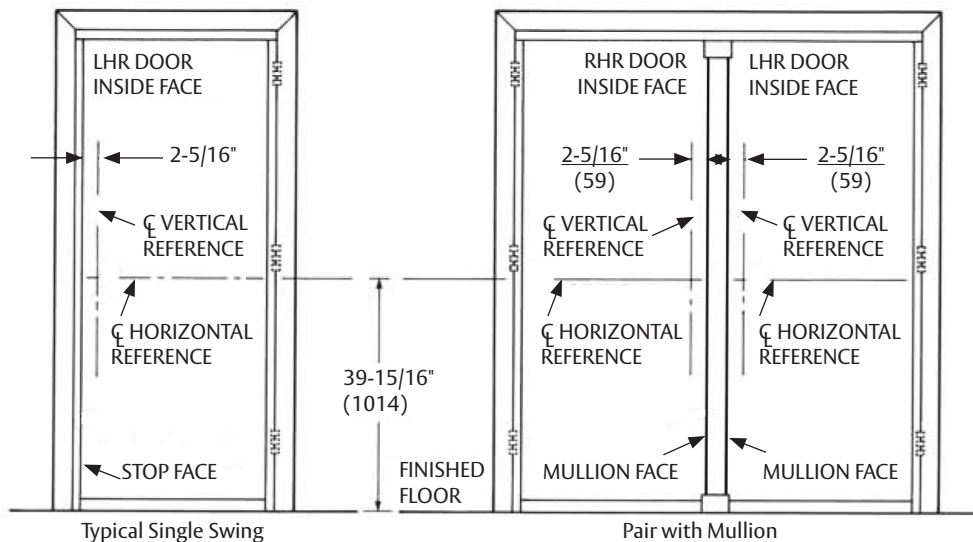 LHR DOOR
INSIDE FACE
2-5/16"
℄ VERTICAL
REFERENCE
℄ HORIZONTAL
REFERENCE
STOP FACE
Typical Single Swing
39-15/16"
(1014)
FINISHED
FLOOR
RHR DOOR
INSIDE FACE
LHR DOOR
INSIDE FACE
2-5/16"
(59)
2-5/16"
(59)
℄ VERTICAL
REFERENCE
℄ VERTICAL
REFERENCE
℄ HORIZONTAL
REFERENCE
℄ HORIZONTAL
REFERENCE
MULLION FACE
MULLION FACE
Pair with Mullion